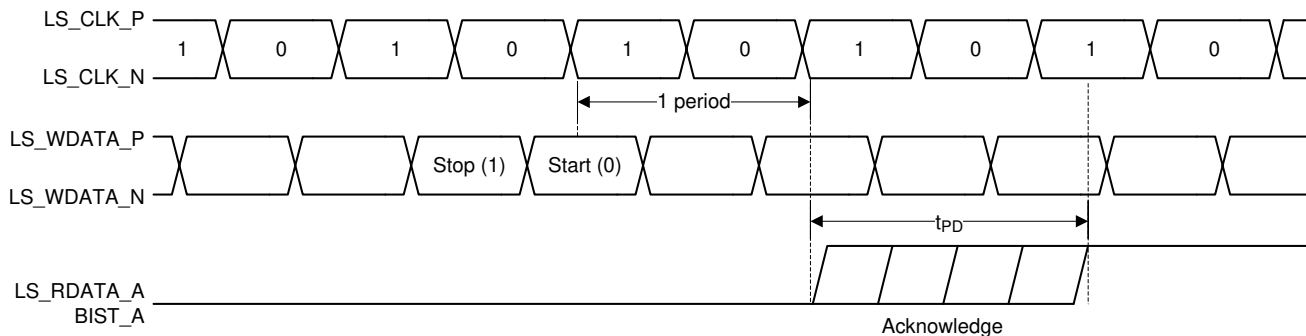 LS_CLK_P
1 0 1 0 1 0 1 0 1 0
LS_CLK_N
1 period
LS_WDATA_P
Stop (1) Start (0)
LS_WDATA_N
tPD
LS_RDATA_A
BIST_A
Acknowledge